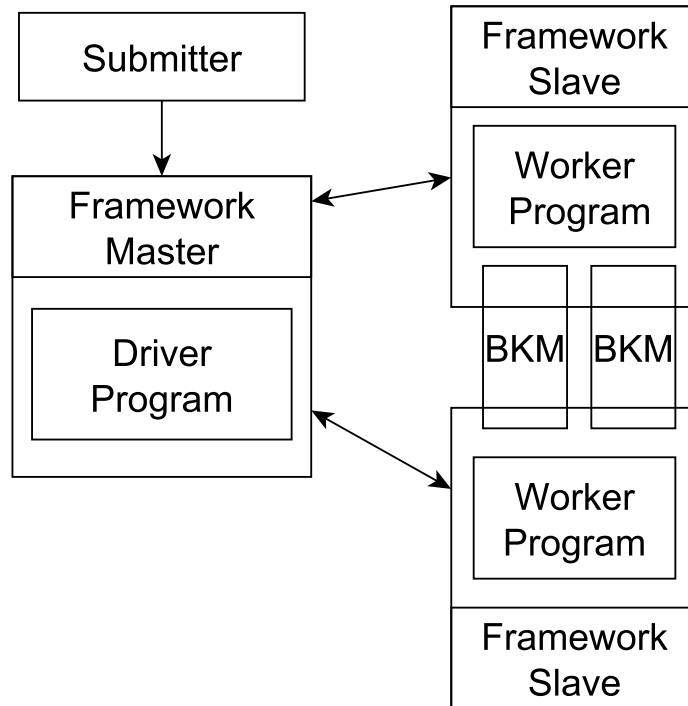 Submitter
Framework
Master
Driver
Program
Framework
Slave
Worker
Program
BKM BKM
Worker
Program
Framework
Slave